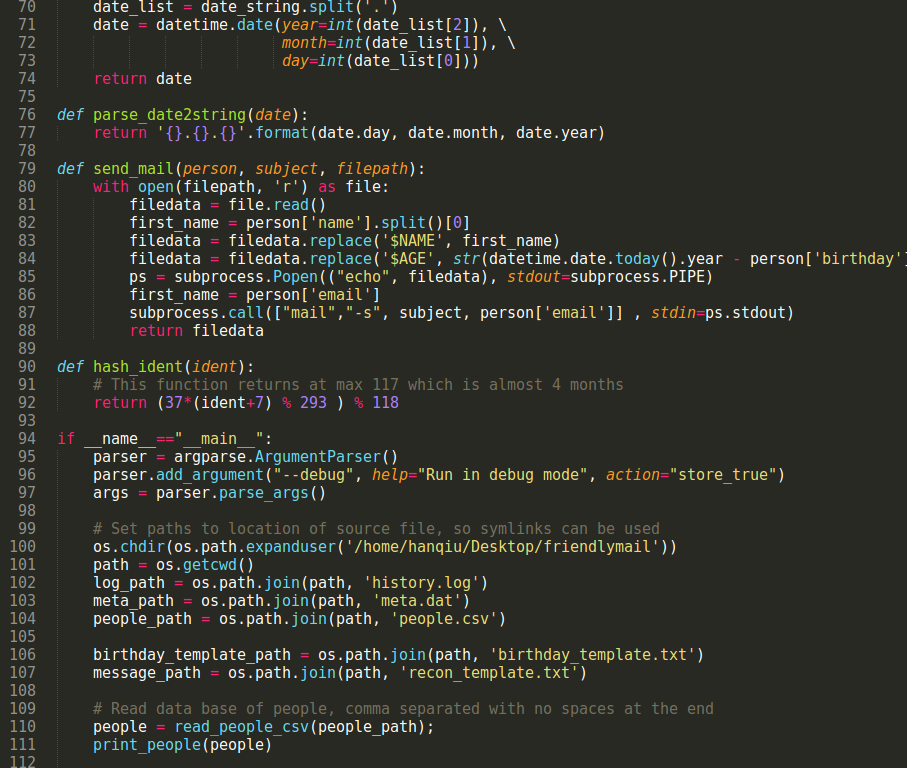 70 date_list = date_string.split('.')
71 date = datetime.date(year=int(date_list[2]), \
72 month=int(date_list[1]), \
73 day=int(date_list[0]))
74 return date
75
76 def parse_date2string(date):
77 return '{}.{}.{}'.format(date.day, date.month, date.year)
78
79 def send_mail(person, subject, filepath):
80 with open(filepath, 'r') as file:
81 filedata = file.read()
82 first_name = person['name'].split()[0]
83 filedata = filedata.replace('$NAME', first_name)
84 filedata = filedata.replace('$AGE', str(datetime.date.today().year - person['birthday']
85 ps = subprocess.Popen(("echo", filedata), stdout=subprocess.PIPE)
86 first_name = person['email']
87 subprocess.call(["mail","-s", subject, person['email']] , stdin=ps.stdout)
88 return filedata
89
90 def hash_ident(ident):
91 # This function returns at max 117 which is almost 4 months
92 return (37*(ident+7) % 293 ) % 118
93
94 if __name__=="__main__":
95 parser = argparse.ArgumentParser()
96 parser.add_argument("--debug", help="Run in debug mode", action="store_true")
97 args = parser.parse_args()
98
99 # Set paths to location of source file, so symlinks can be used
100 os.chdir(os.path.expanduser('/home/hanqiu/Desktop/friendlymail'))
101 path = os.getcwd()
102 log_path = os.path.join(path, 'history.log')
103 meta_path = os.path.join(path, 'meta.dat')
104 people_path = os.path.join(path, 'people.csv')
105
106 birthday_template_path = os.path.join(path, 'birthday_template.txt')
107 message_path = os.path.join(path, 'recon_template.txt')
108
109 # Read data base of people, comma separated with no spaces at the end
110 people = read_people_csv(people_path);
111 print_people(people)
112